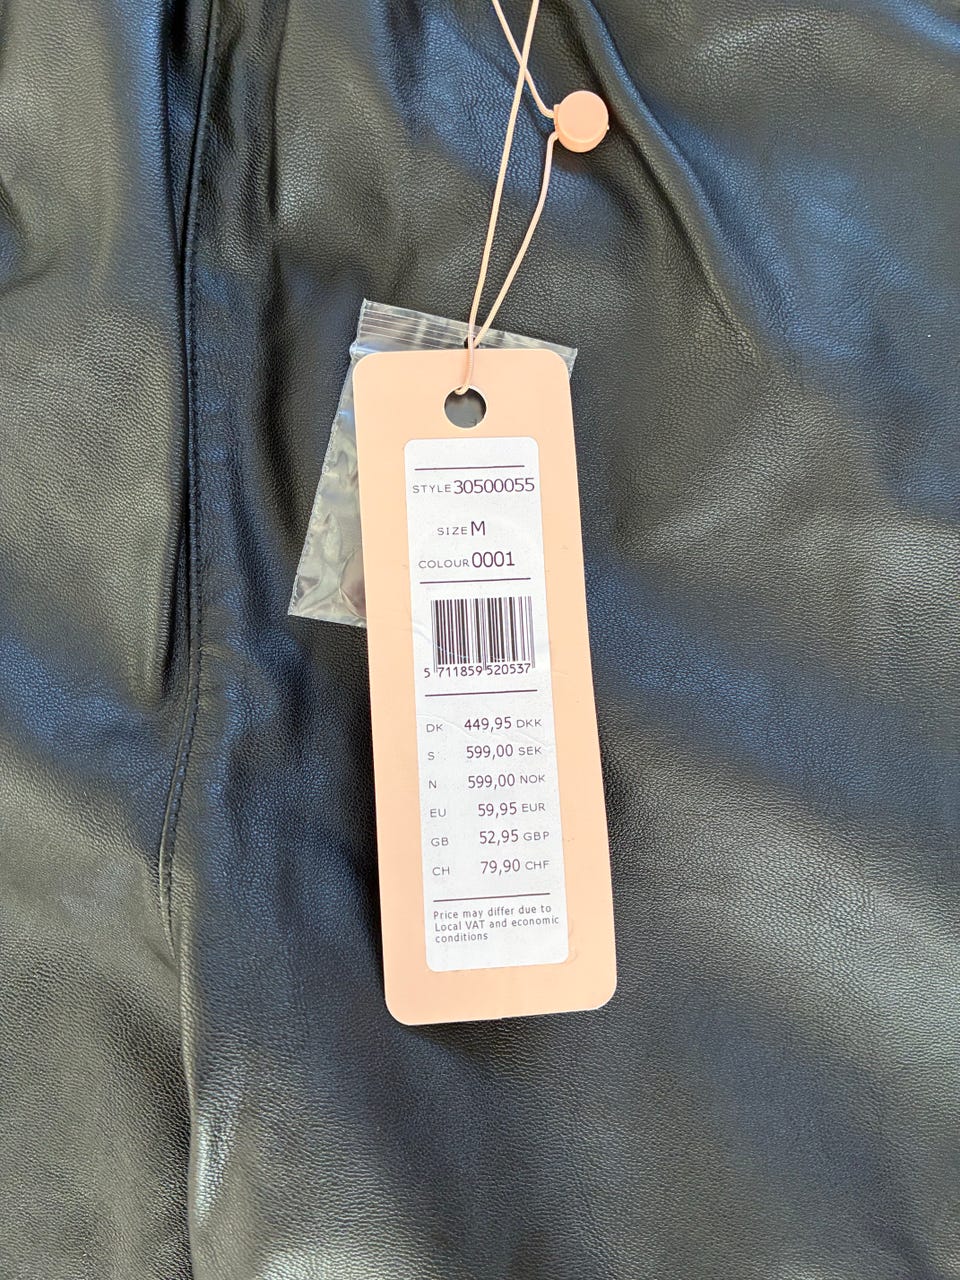 STYLE 30500055
SIZE M
COLOUR 0001
5 711859 520537
DK 449,95 DKK
S 599,00 SEK
N 599,00 NOK
EU 59,95 EUR
GB 52,95 GBP
CH 79,90 CHF
Price may differ due to
Local VAT and economic
conditions